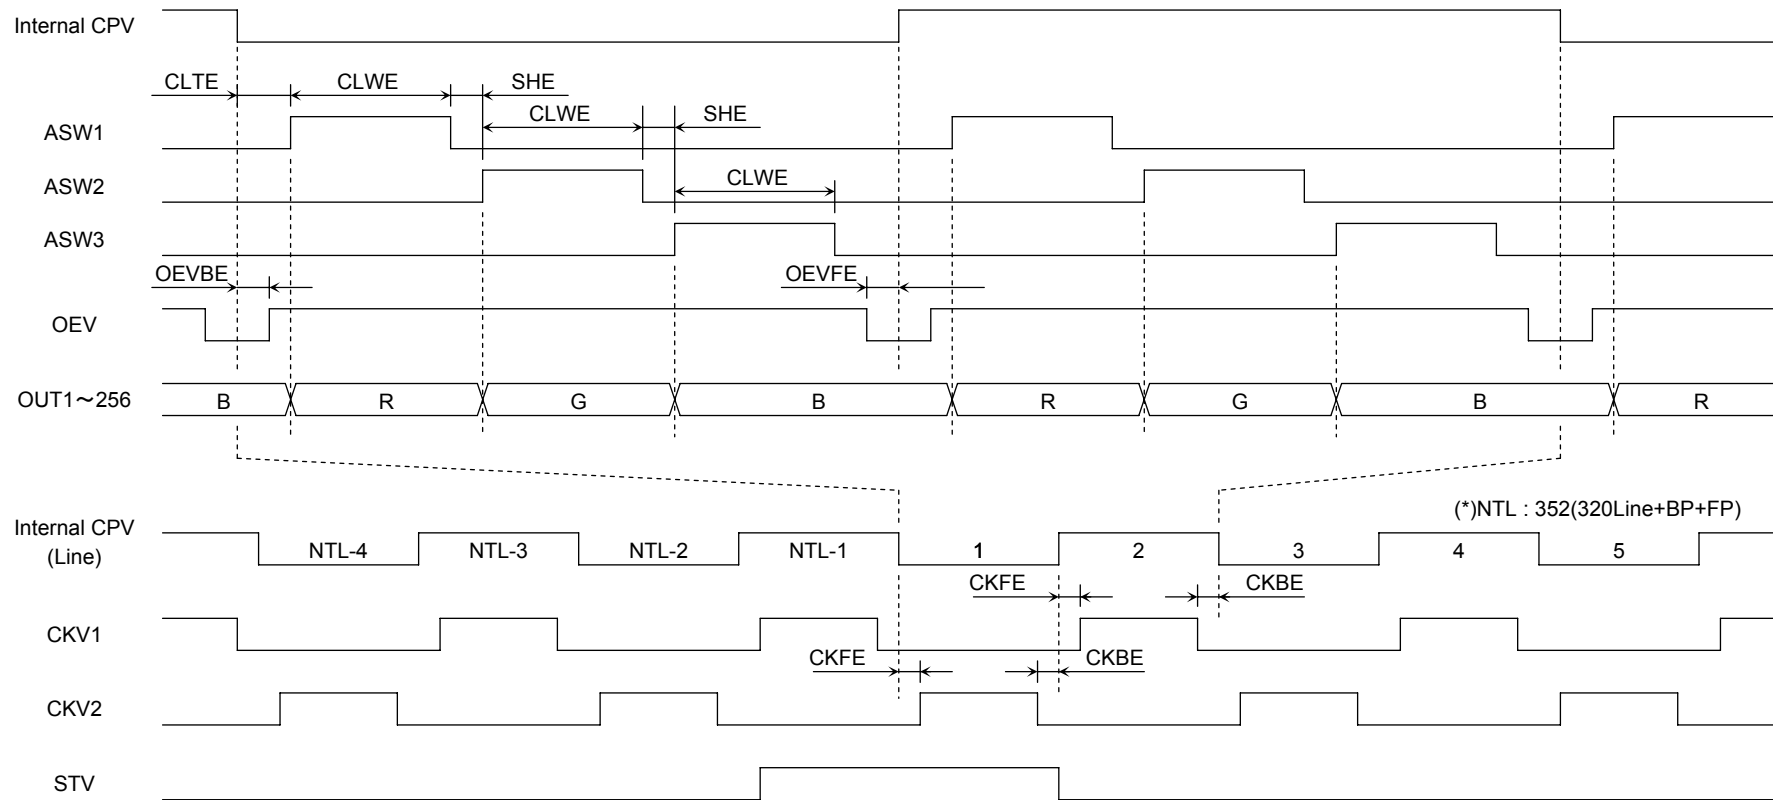 Internal CPV
CLTE CLWE SHE
CLWE SHE
ASW1
CLWE
ASW2
ASW3
OEVBE OEVFE
OEV
OUT1～256 B R G B R G B R
(*)NTL : 352(320Line+BP+FP)
Internal CPV
(Line)
NTL-4 NTL-3 NTL-2 NTL-1 1 2 3 4 5
CKFE CKBE
CKV1
CKFE CKBE
CKV2
STV